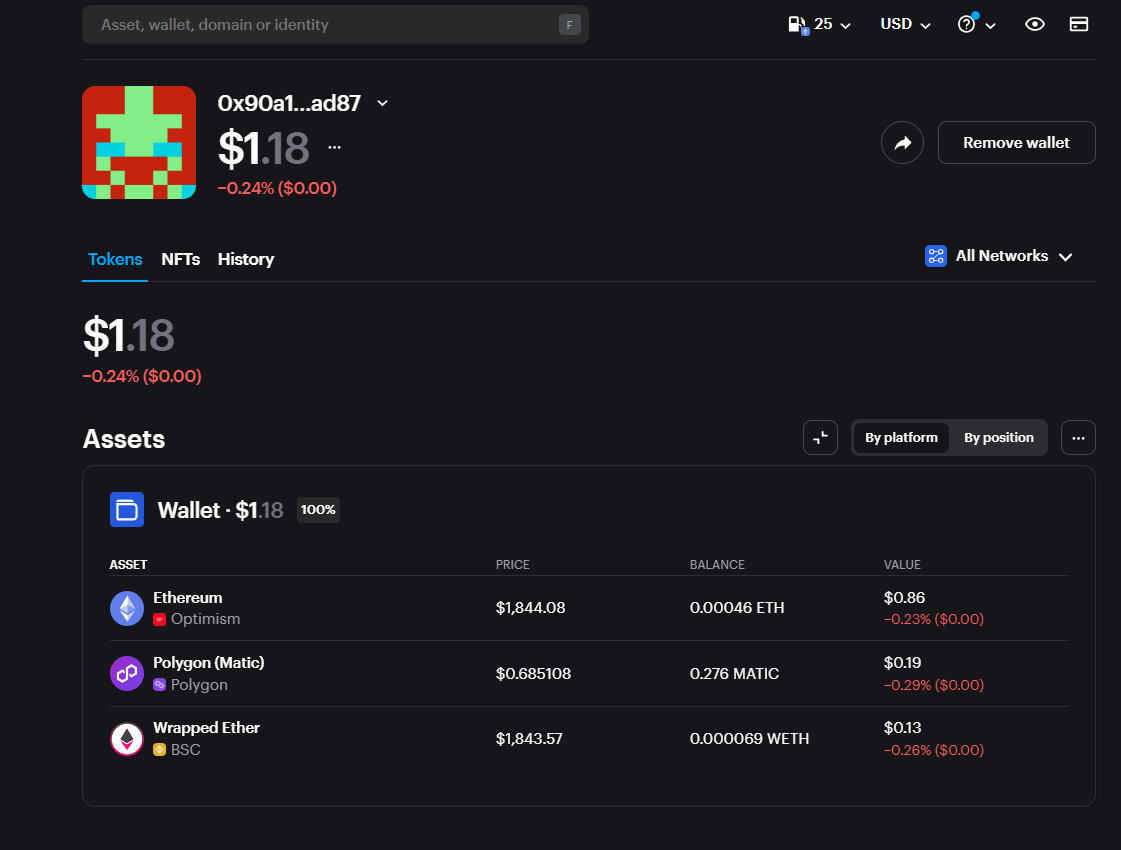 Asset, wallet, domain or identity F 25 USD
0x90a1...ad87
$1.18 ...
−0.24% ($0.00)
Remove wallet
Tokens NFTs History All Networks
$1.18
−0.24% ($0.00)
Assets By platform By position ...
Wallet · $1.18 100%
ASSET PRICE BALANCE VALUE
Ethereum $1,844.08 0.00046 ETH $0.86
Optimism −0.23% ($0.00)
Polygon (Matic) $0.685108 0.276 MATIC $0.19
Polygon −0.29% ($0.00)
Wrapped Ether $1,843.57 0.000069 WETH $0.13
BSC −0.26% ($0.00)